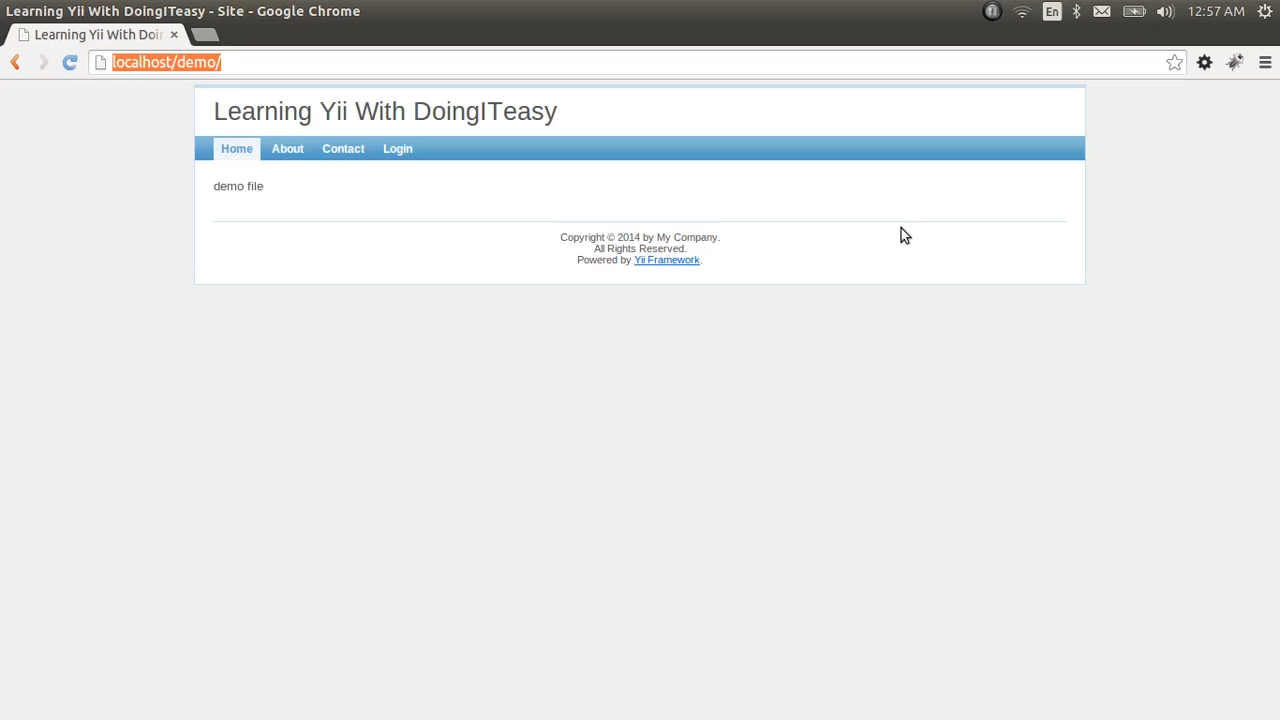 Learning Yii With DoingITeasy - Site - Google Chrome
En
12:57 AM
Learning Yii With Doi
localhost/demo/
Learning Yii With DoingITeasy
Home About Contact Login
demo file
Copyright © 2014 by My Company.
All Rights Reserved.
Powered by Yii Framework.